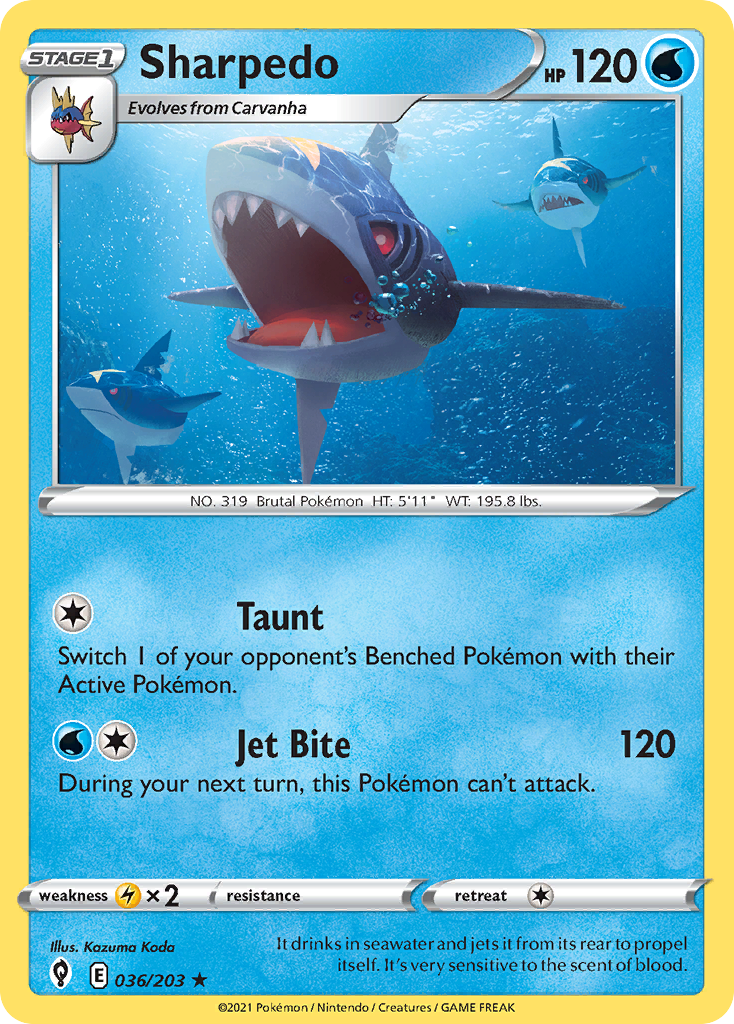 STAGE1
Sharpedo
HP 120
Evolves from Carvanha
NO. 319 Brutal Pokémon HT: 5'11" WT: 195.8 lbs.
Taunt
Switch 1 of your opponent's Benched Pokémon with their
Active Pokémon.
Jet Bite 120
During your next turn, this Pokémon can't attack.
weakness ×2 resistance retreat
Illus. Kazuma Koda
It drinks in seawater and jets it from its rear to propel
itself. It's very sensitive to the scent of blood.
E 036/203 ★
©2021 Pokémon / Nintendo / Creatures / GAME FREAK